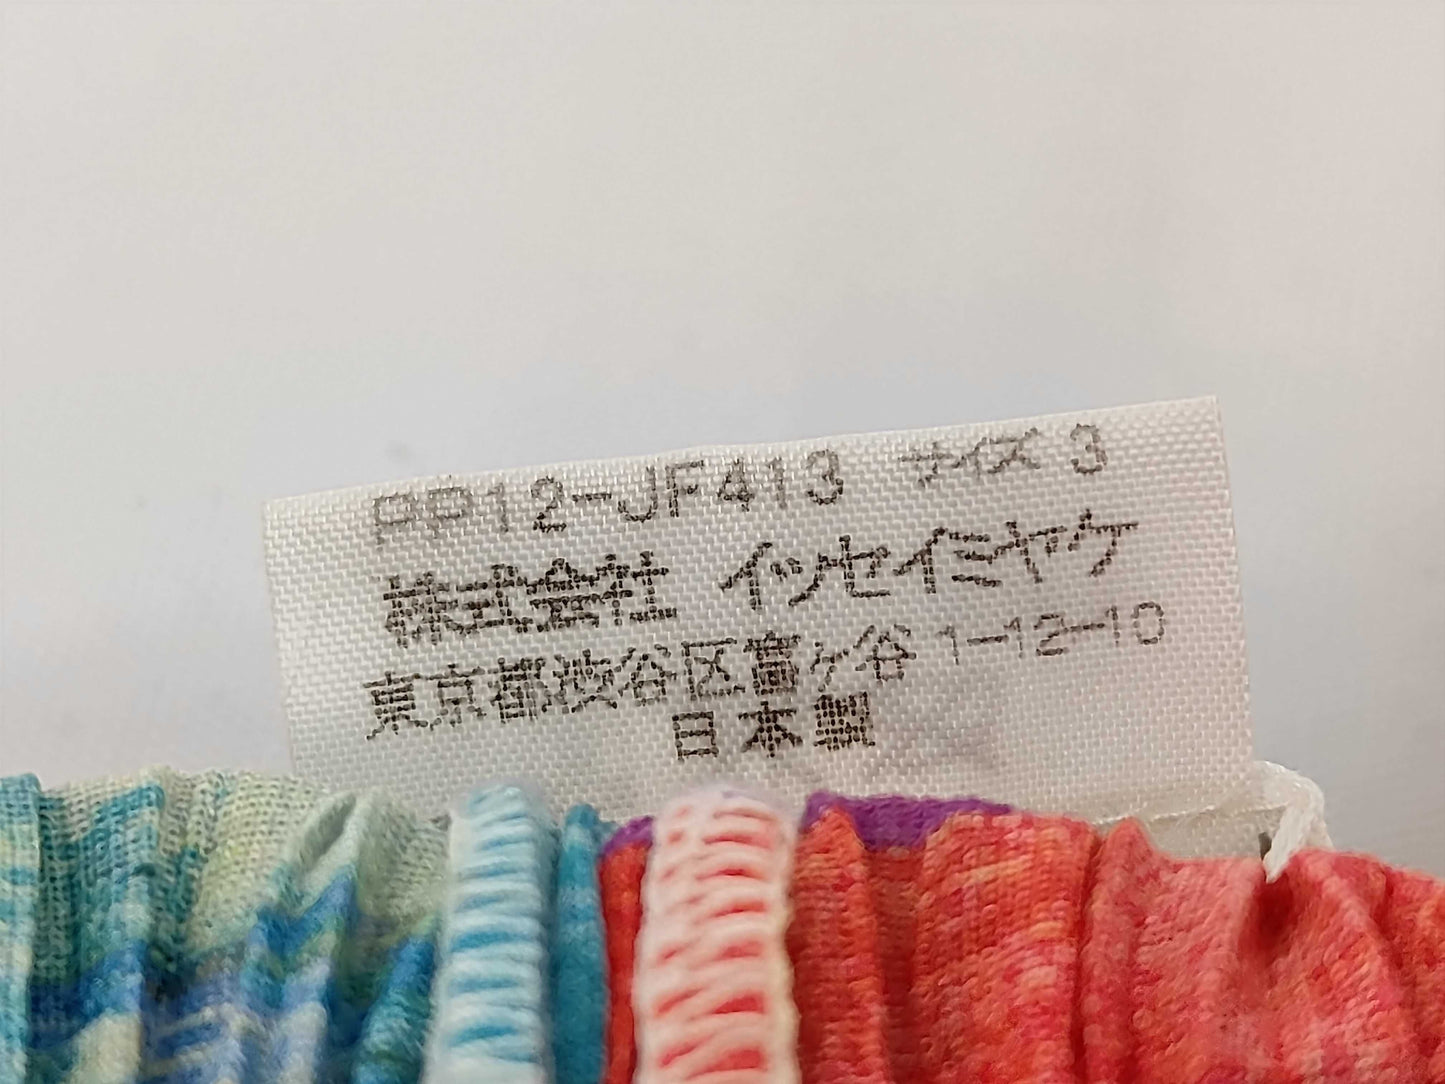 PP12-JF413 サイズ 3
株式会社 イッセイミヤケ
東京都渋谷区富ヶ谷1-12-10
日本製